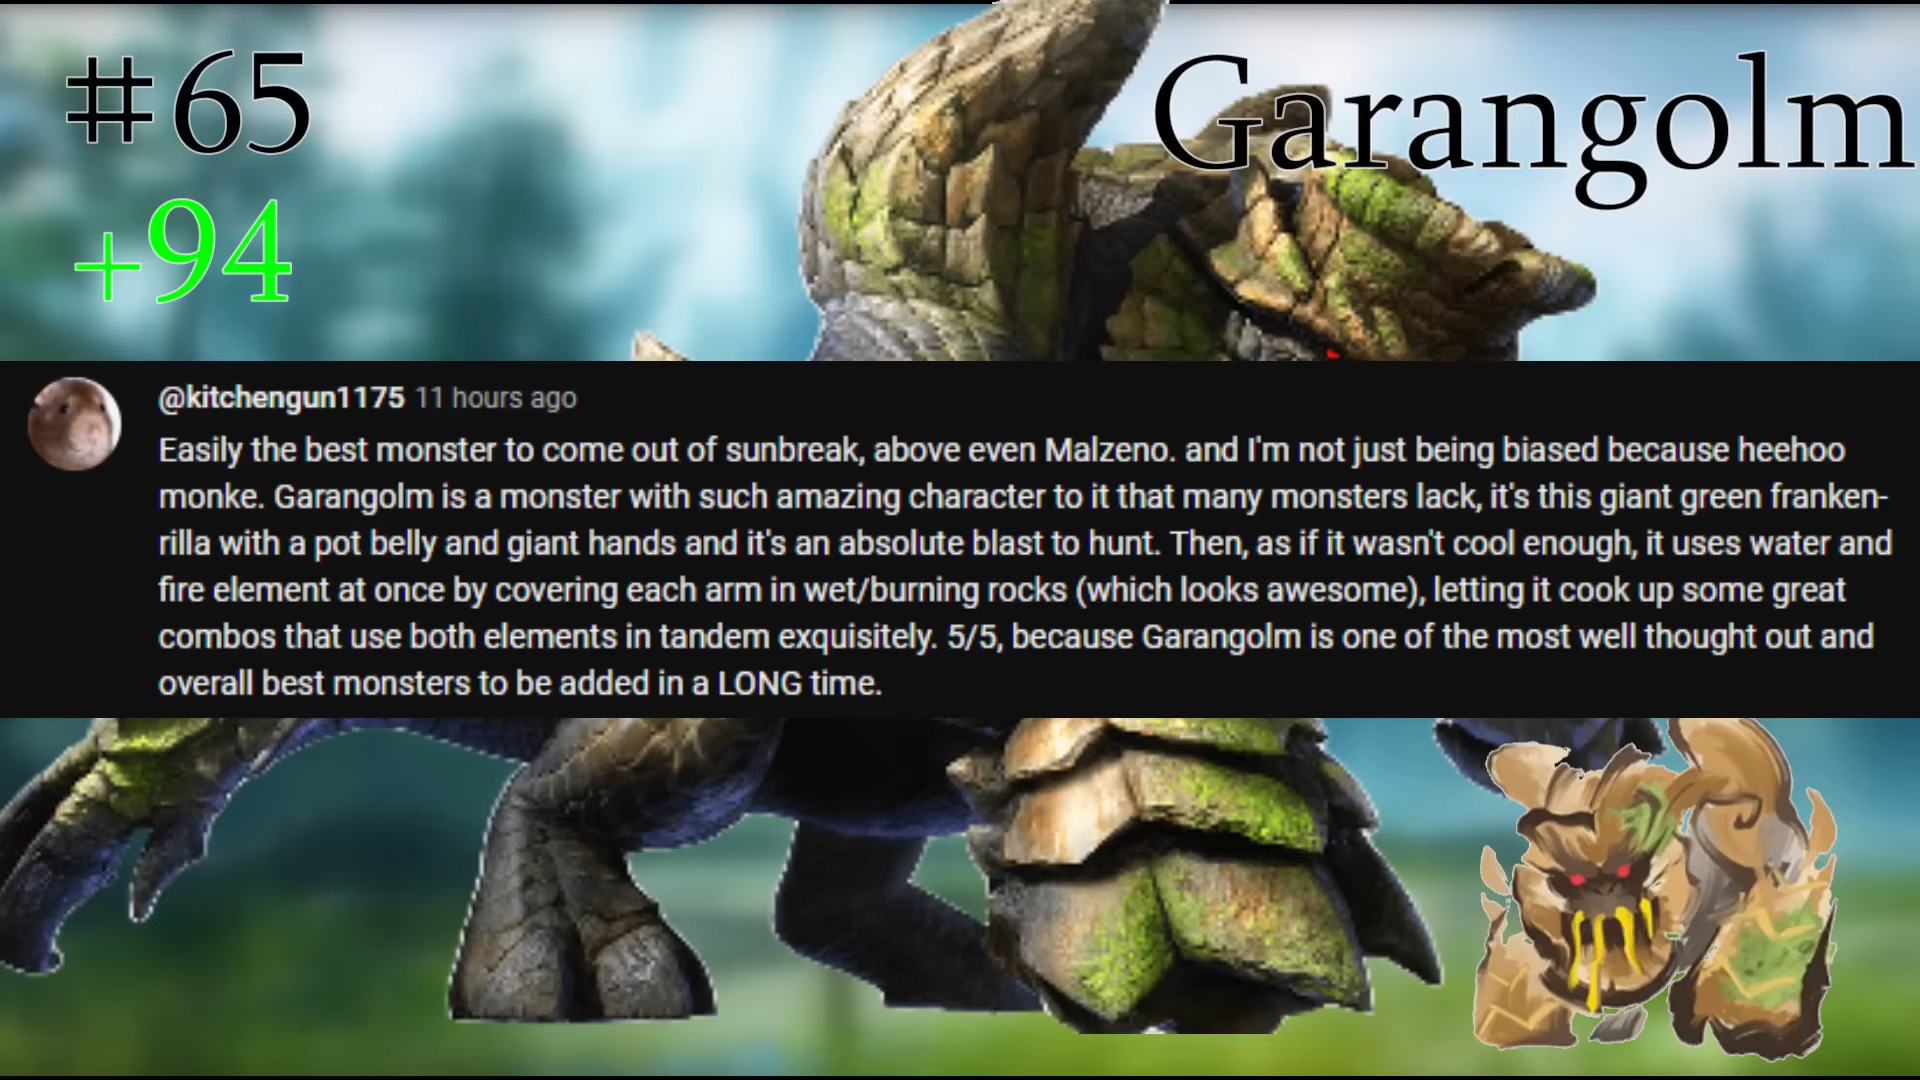 #65
Garangolm
+94
@kitchengun1175 11 hours ago
Easily the best monster to come out of sunbreak, above even Malzeno. and I'm not just being biased because heehoo
monke. Garangolm is a monster with such amazing character to it that many monsters lack, it's this giant green franken-
rilla with a pot belly and giant hands and it's an absolute blast to hunt. Then, as if it wasn't cool enough, it uses water and
fire element at once by covering each arm in wet/burning rocks (which looks awesome), letting it cook up some great
combos that use both elements in tandem exquisitely. 5/5, because Garangolm is one of the most well thought out and
overall best monsters to be added in a LONG time.